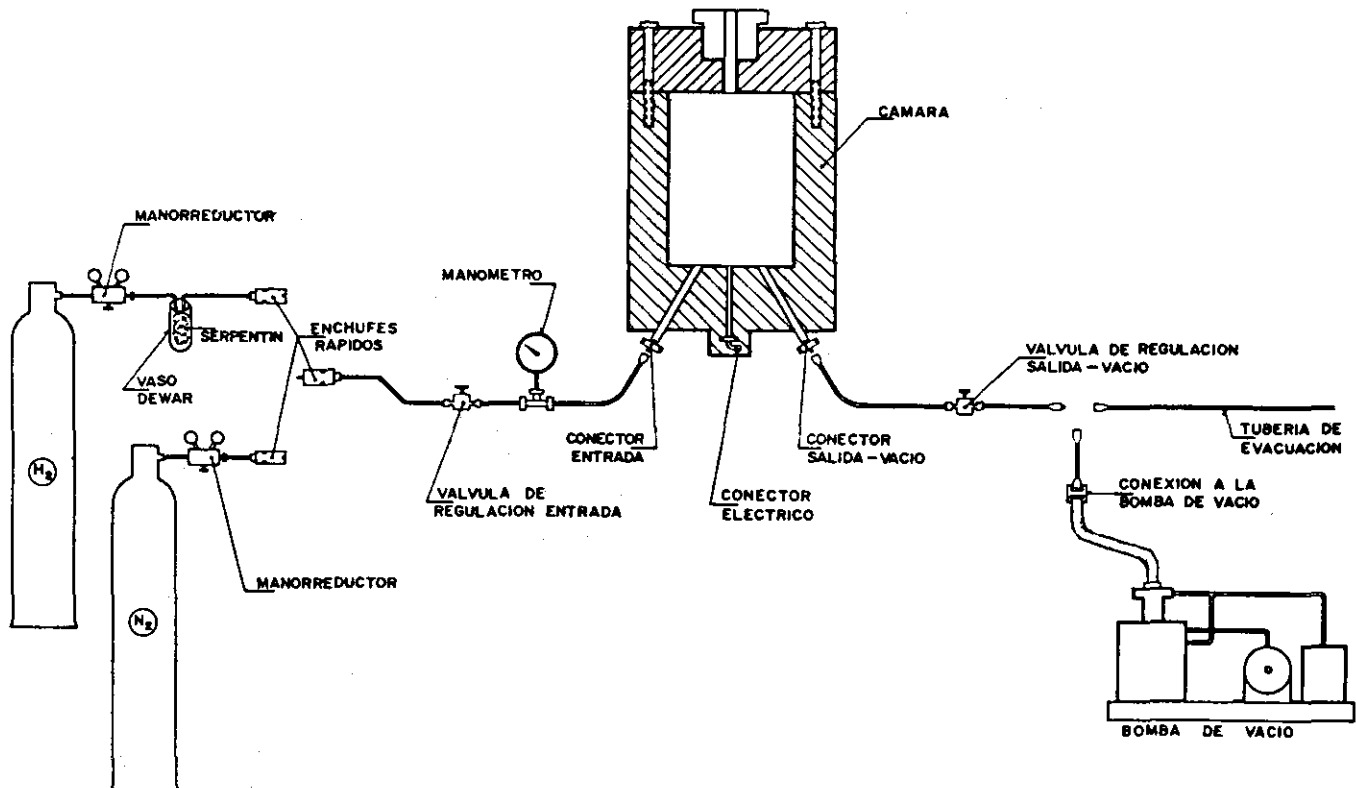 CAMARA
MANORREDUCTOR
MANOMETRO
SERPENTIN
ENCHUFES
RAPIDOS
VASO
DEWAR
VALVULA DE REGULACION
SALIDA-VACIO
H2
CONECTOR
ENTRADA
CONECTOR
SALIDA-VACIO
TUBERIA DE
EVACUACION
VALVULA DE
REGULACION ENTRADA
CONECTOR
ELECTRICO
CONEXION A LA
BOMBA DE VACIO
MANORREDUCTOR
N2
BOMBA DE VACIO